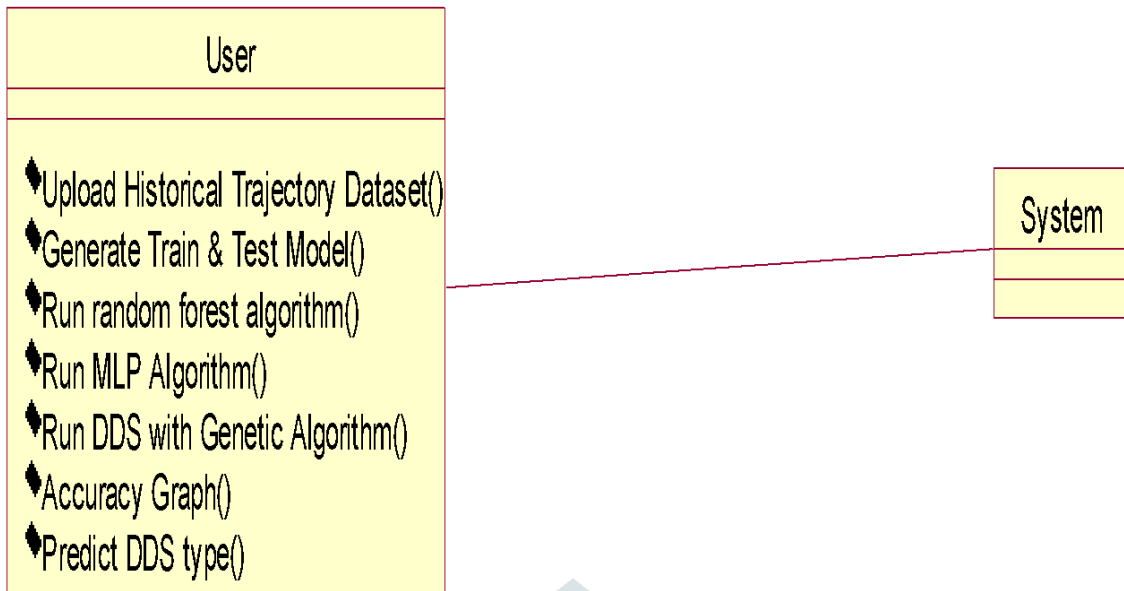 User
Upload Historical Trajectory Dataset()
Generate Train & Test Model()
Run random forest algorithm()
Run MLP Algorithm()
Run DDS with Genetic Algorithm()
Accuracy Graph()
Predict DDS type()
System